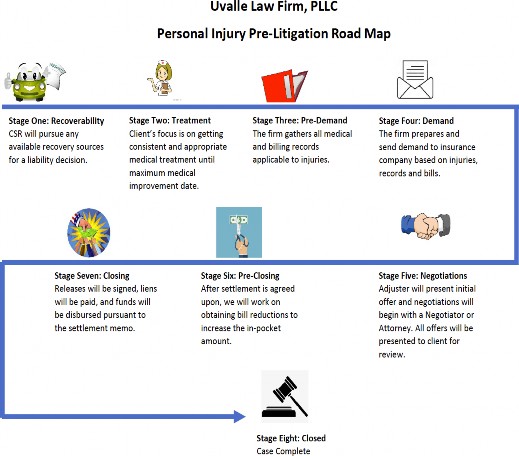 Uvalle Law Firm, PLLC
Personal Injury Pre-Litigation Road Map
Stage One: Recoverability
CSR will pursue any
available recovery sources
for a liability decision.
Stage Two: Treatment
Client's focus is on getting
consistent and appropriate
medical treatment until
maximum medical
improvement date.
Stage Three: Pre-Demand
The firm gathers all medical
and billing records
applicable to injuries.
Stage Four: Demand
The firm prepares and
send demand to insurance
company based on injuries,
records and bills.
Stage Five: Negotiations
Adjuster will present initial
offer and negotiations will
begin with a Negotiator or
Attorney. All offers will be
presented to client for
review.
Stage Six: Pre-Closing
After settlement is agreed
upon, we will work on
obtaining bill reductions to
increase the in-pocket
amount.
Stage Seven: Closing
Releases will be signed, liens
will be paid, and funds will
be disbursed pursuant to
the settlement memo.
Stage Eight: Closed
Case Complete